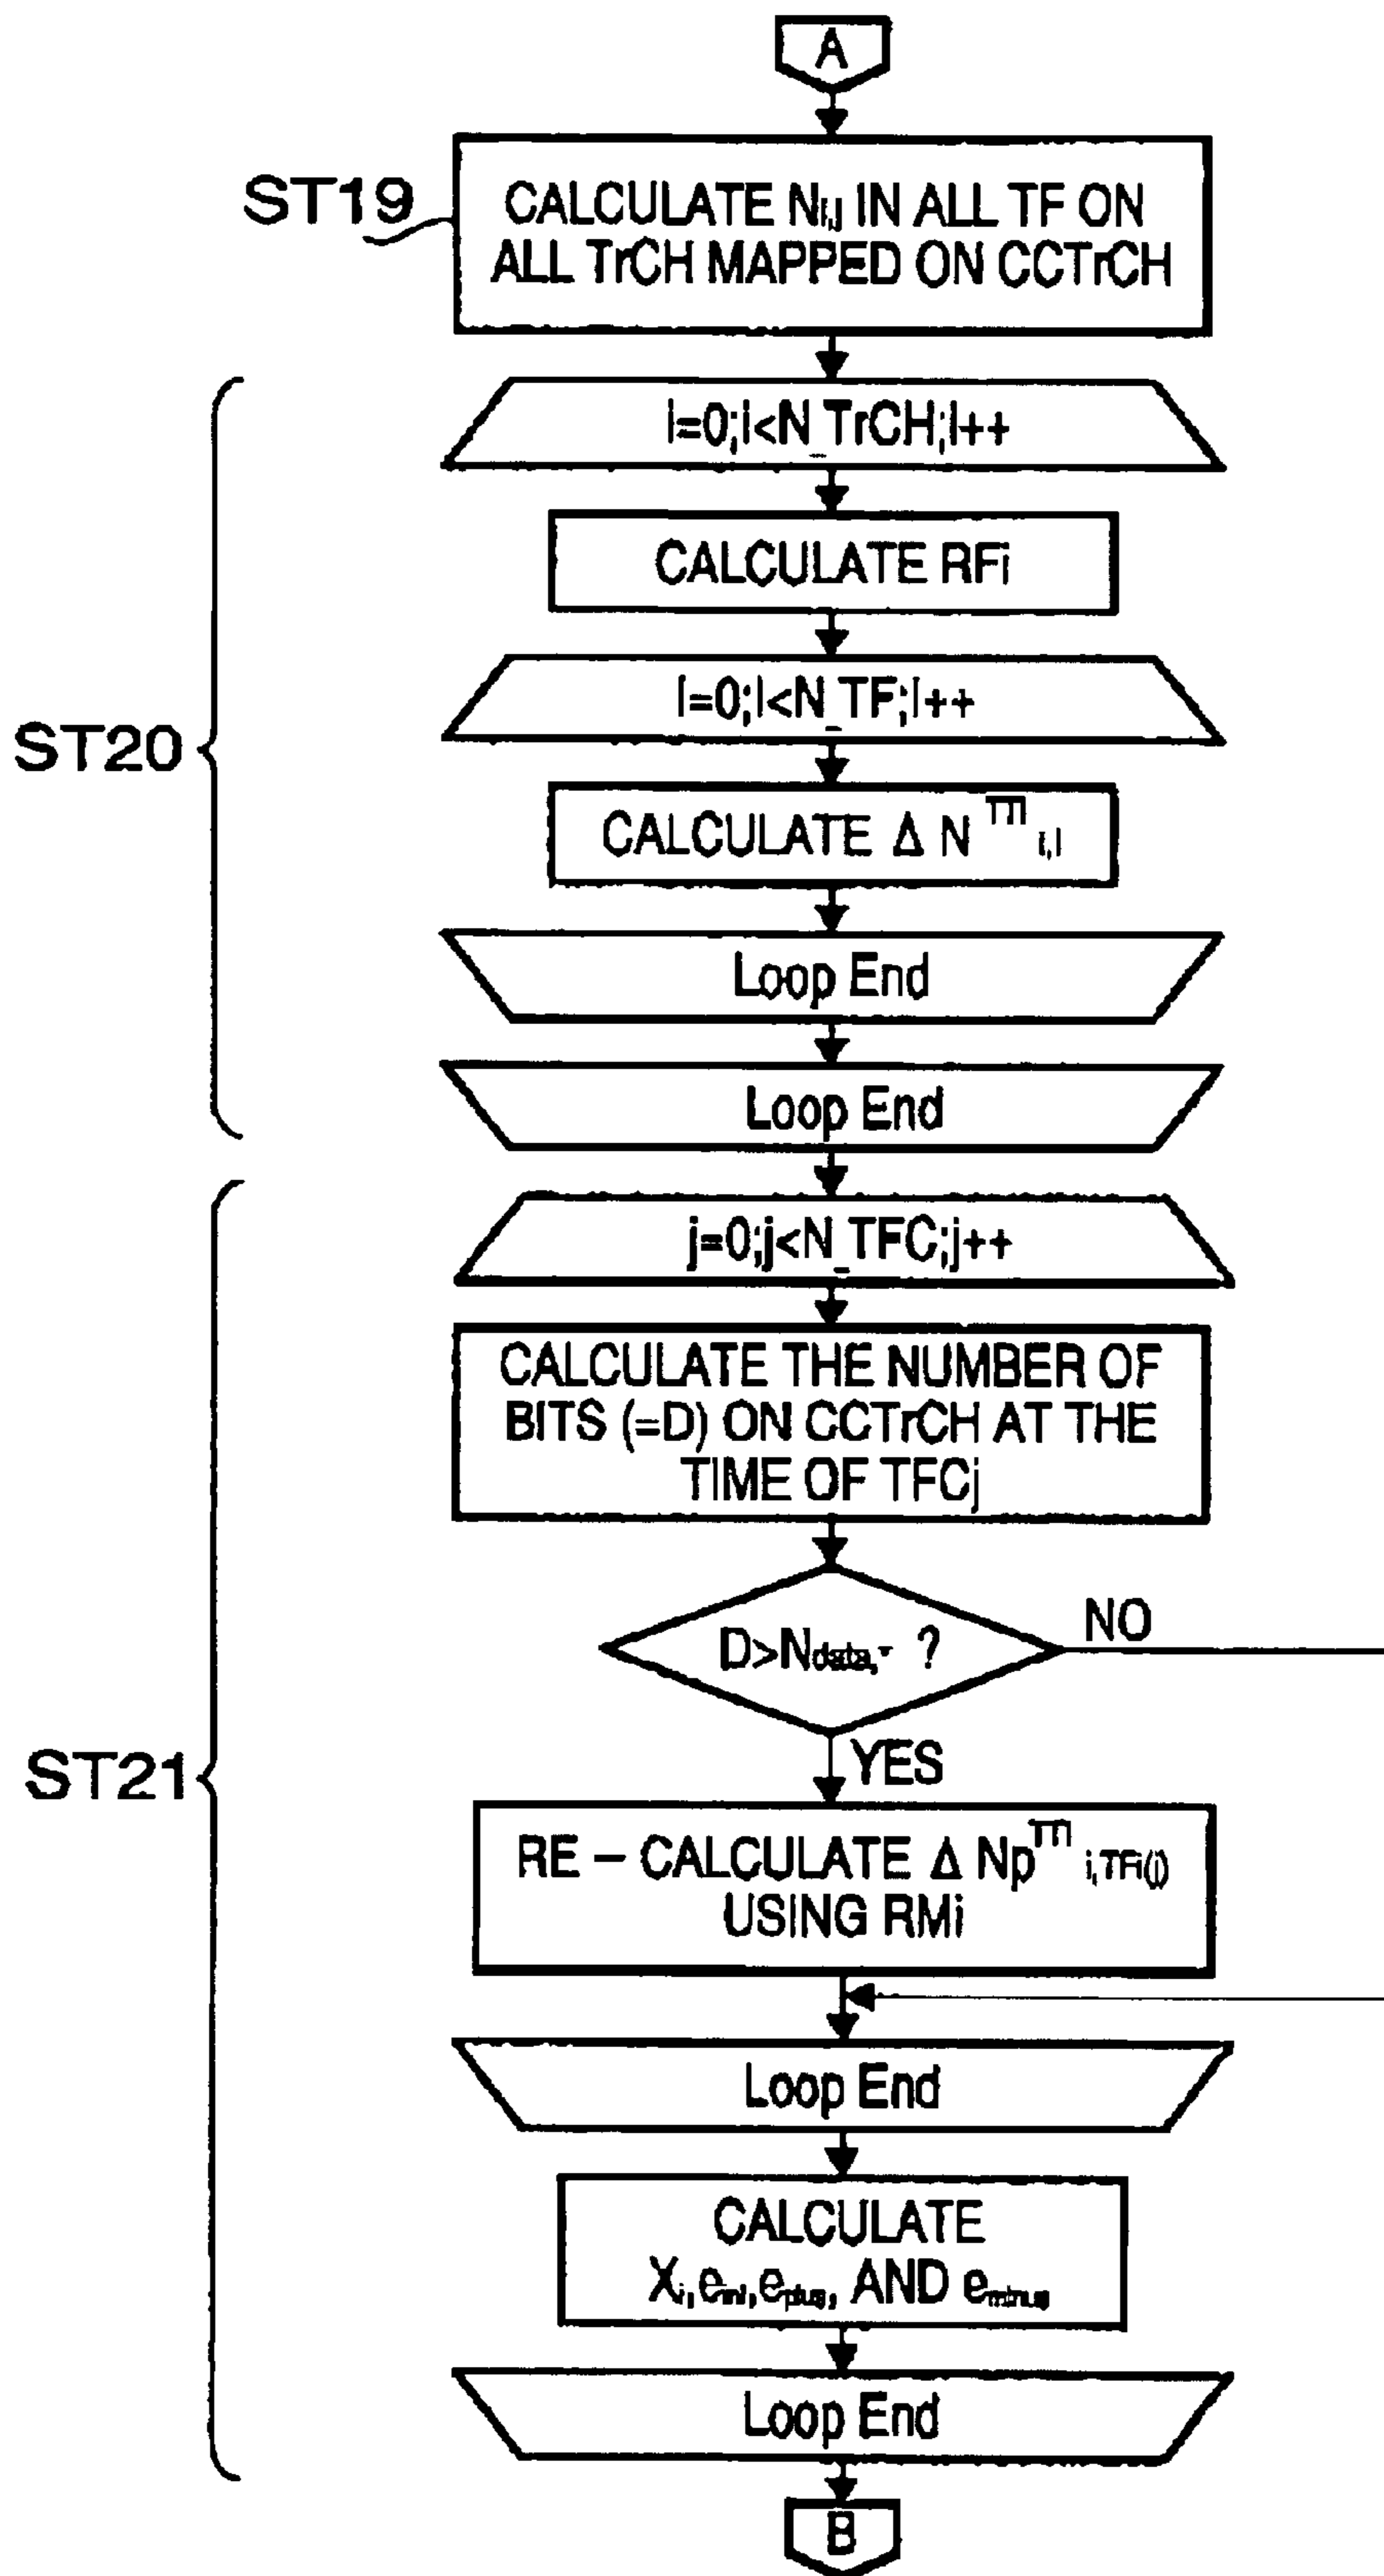 A
ST19
CALCULATE Ni,j IN ALL TF ON
ALL TrCH MAPPED ON CCTrCH
ST20
i=0;i<N_TrCH;i++
CALCULATE RFi
l=0;l<N_TF;l++
CALCULATE Δ N TTI i,l
Loop End
Loop End
ST21
j=0;j<N_TFC;j++
CALCULATE THE NUMBER OF
BITS (=D) ON CCTrCH AT THE
TIME OF TFCj
D>Ndata,* ?
NO
YES
RE – CALCULATE Δ Np TTI i,TFi(j)
USING RMi
Loop End
CALCULATE
Xi, eini, eplus, AND eminus
Loop End
B